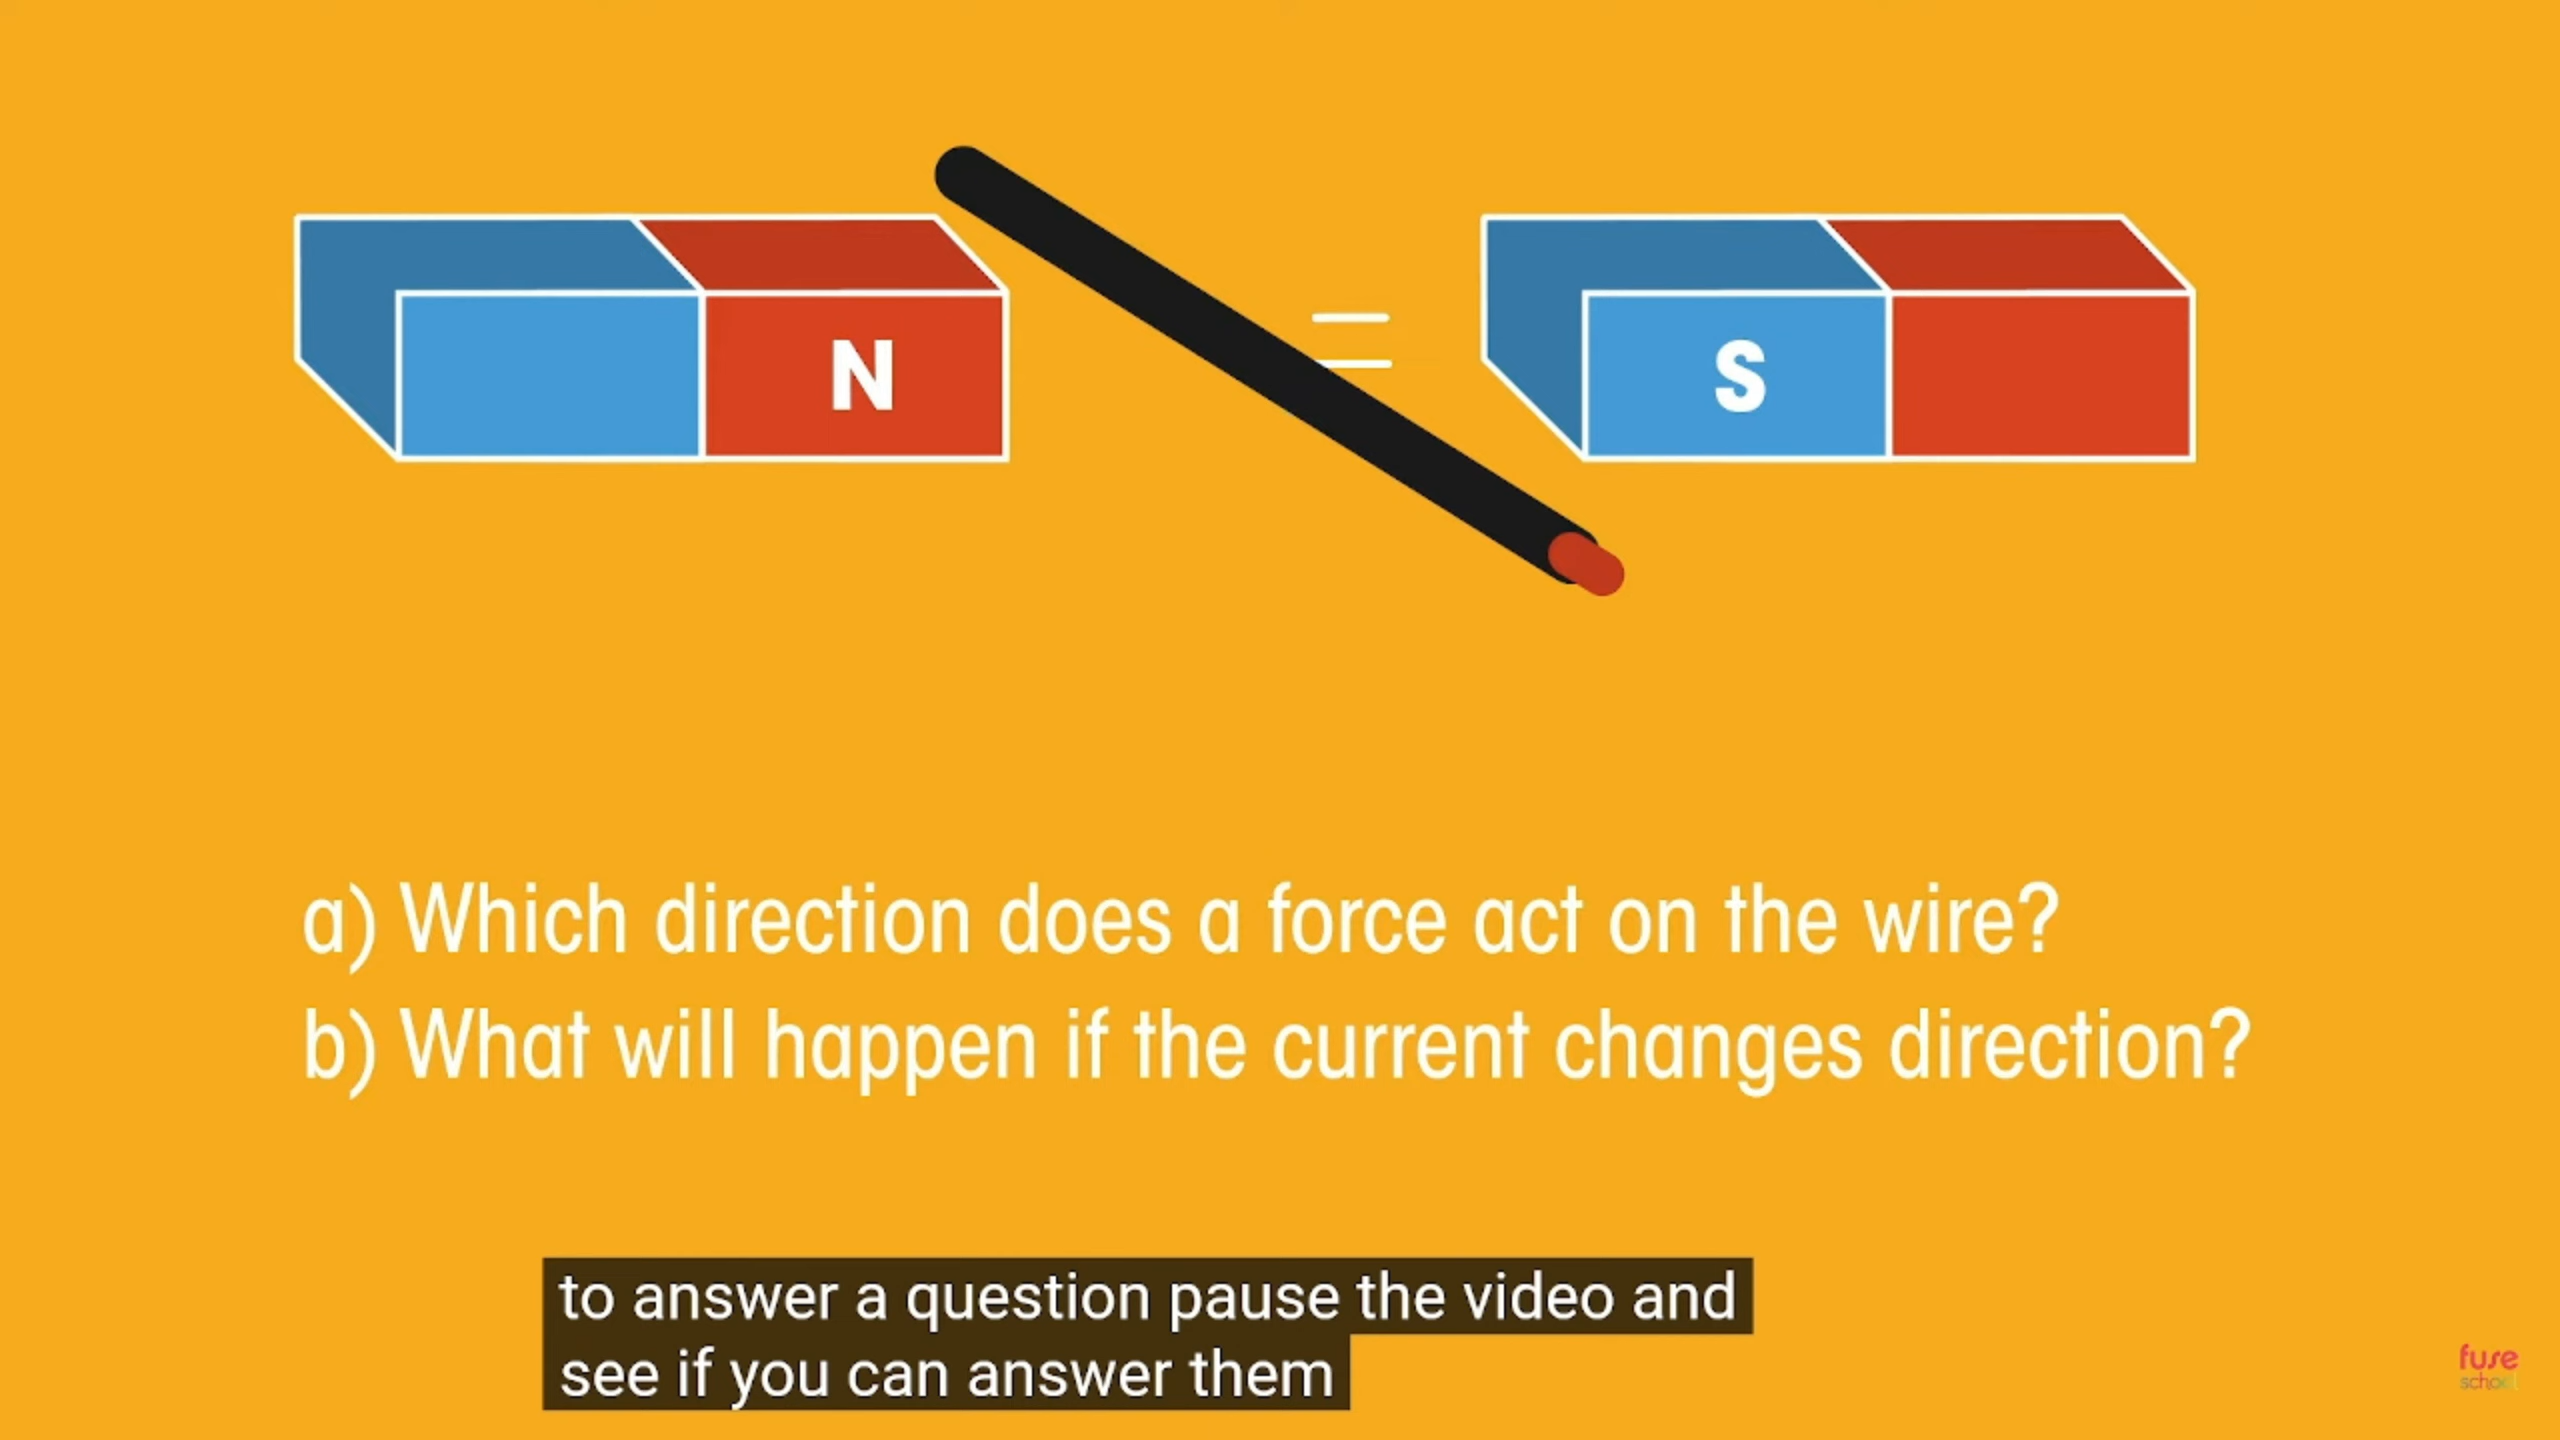 N
S
a) Which direction does a force act on the wire?
b) What will happen if the current changes direction?
to answer a question pause the video and
see if you can answer them
fuse
school